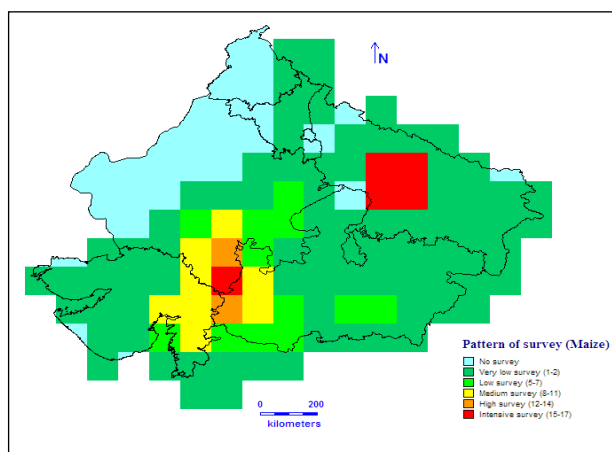 N
Pattern of survey (Maize)
No survey
Very low survey (1-2)
Low survey (5-7)
Medium survey (8-11)
High survey (12-14)
Intensive survey (15-17)
0 100 200
kilometers